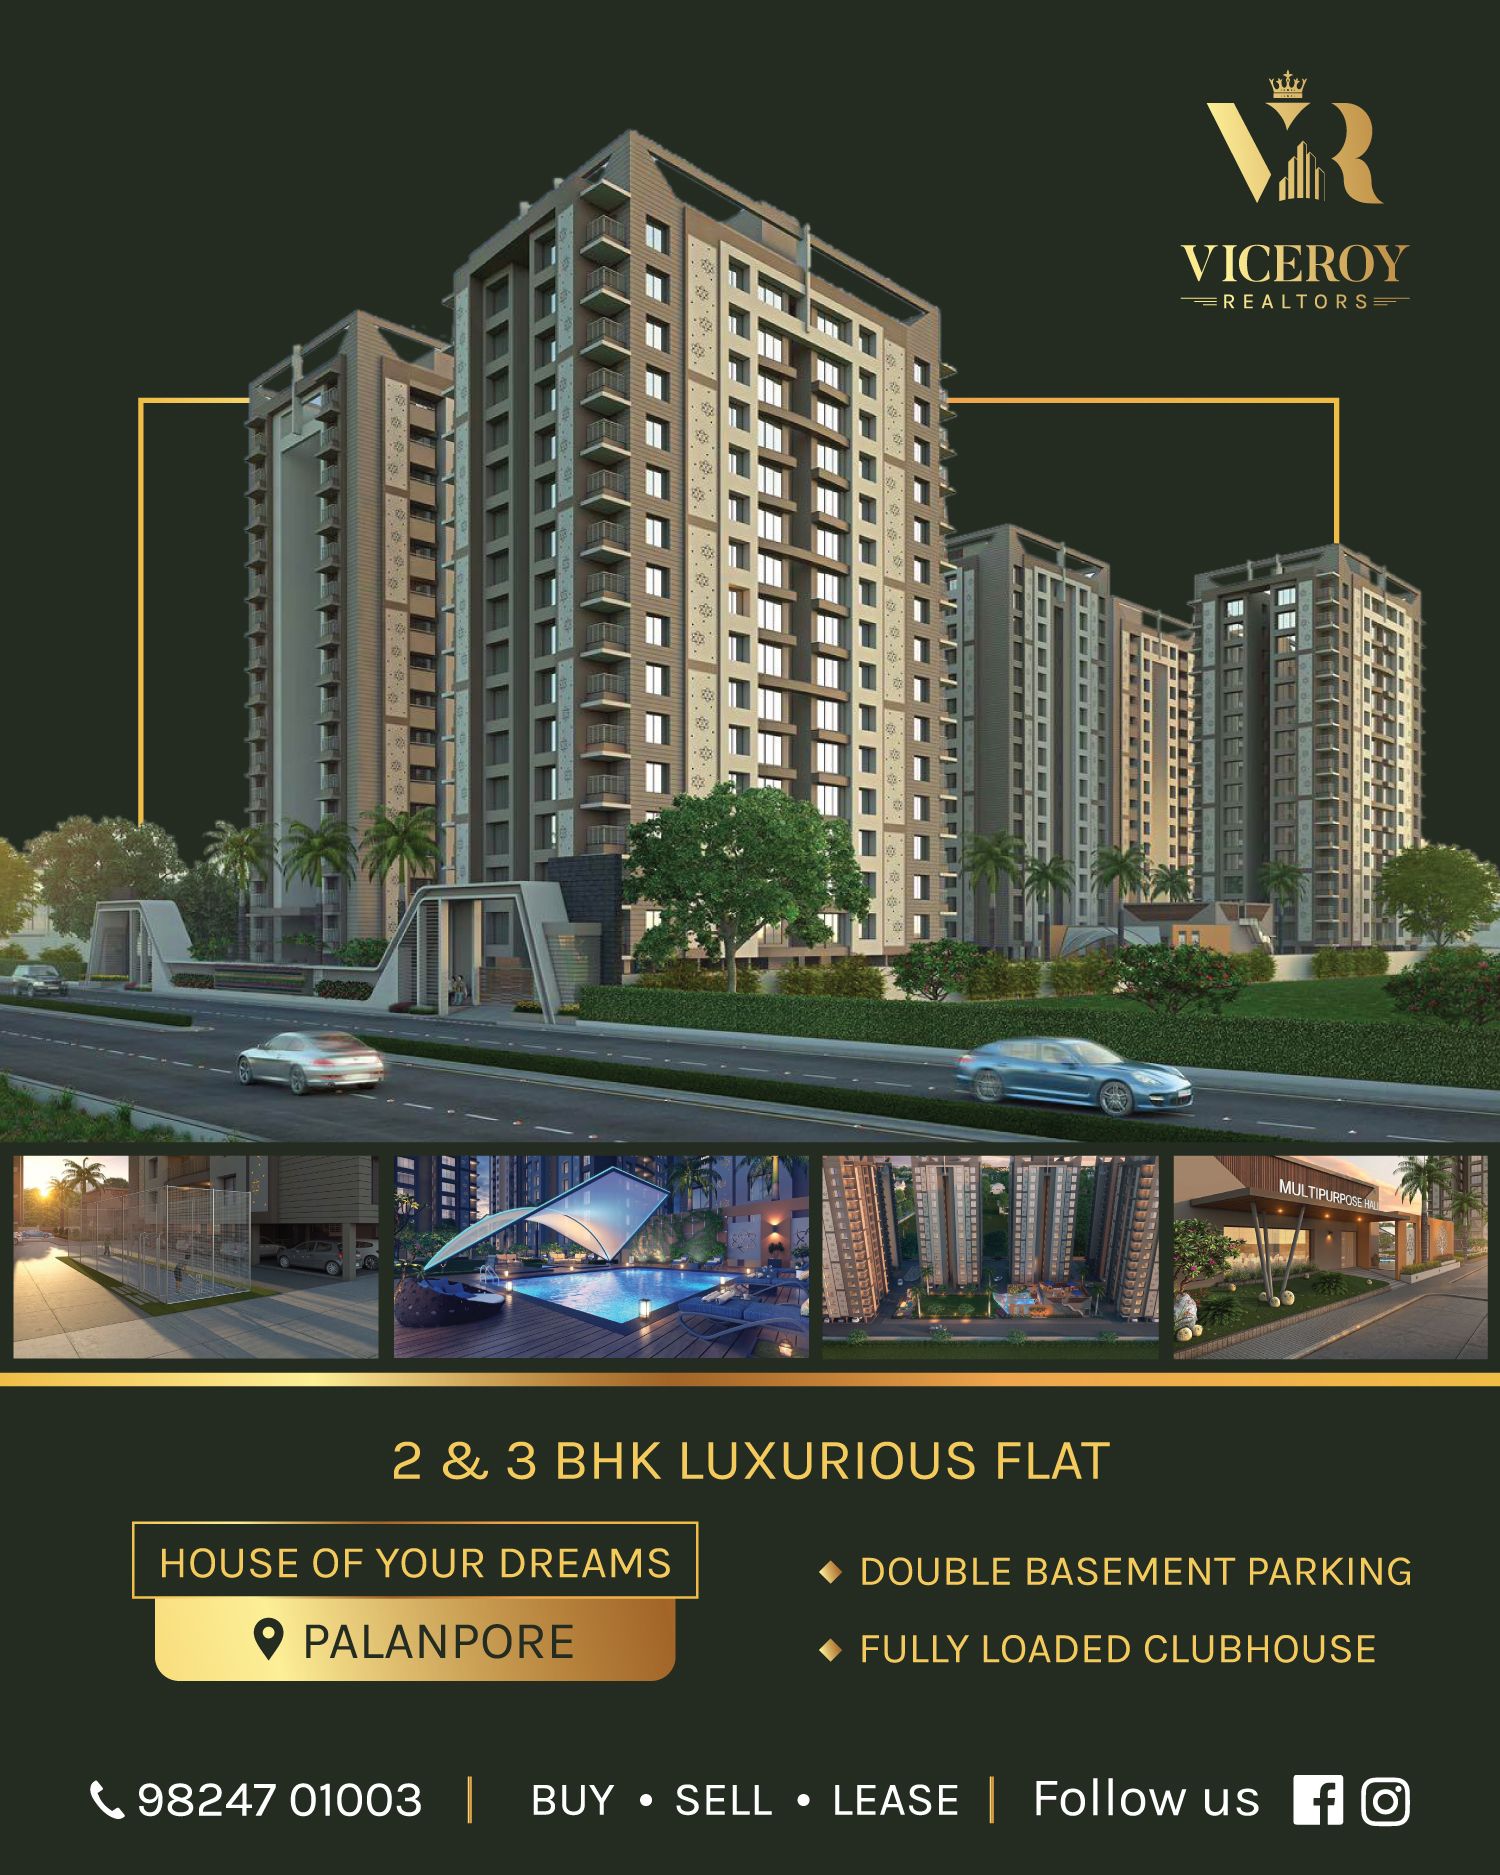 VR
VICEROY
REALTORS
MULTIPURPOSE HALL
2 & 3 BHK LUXURIOUS FLAT
HOUSE OF YOUR DREAMS
PALANPORE
DOUBLE BASEMENT PARKING
FULLY LOADED CLUBHOUSE
98247 01003 | BUY • SELL • LEASE | Follow us